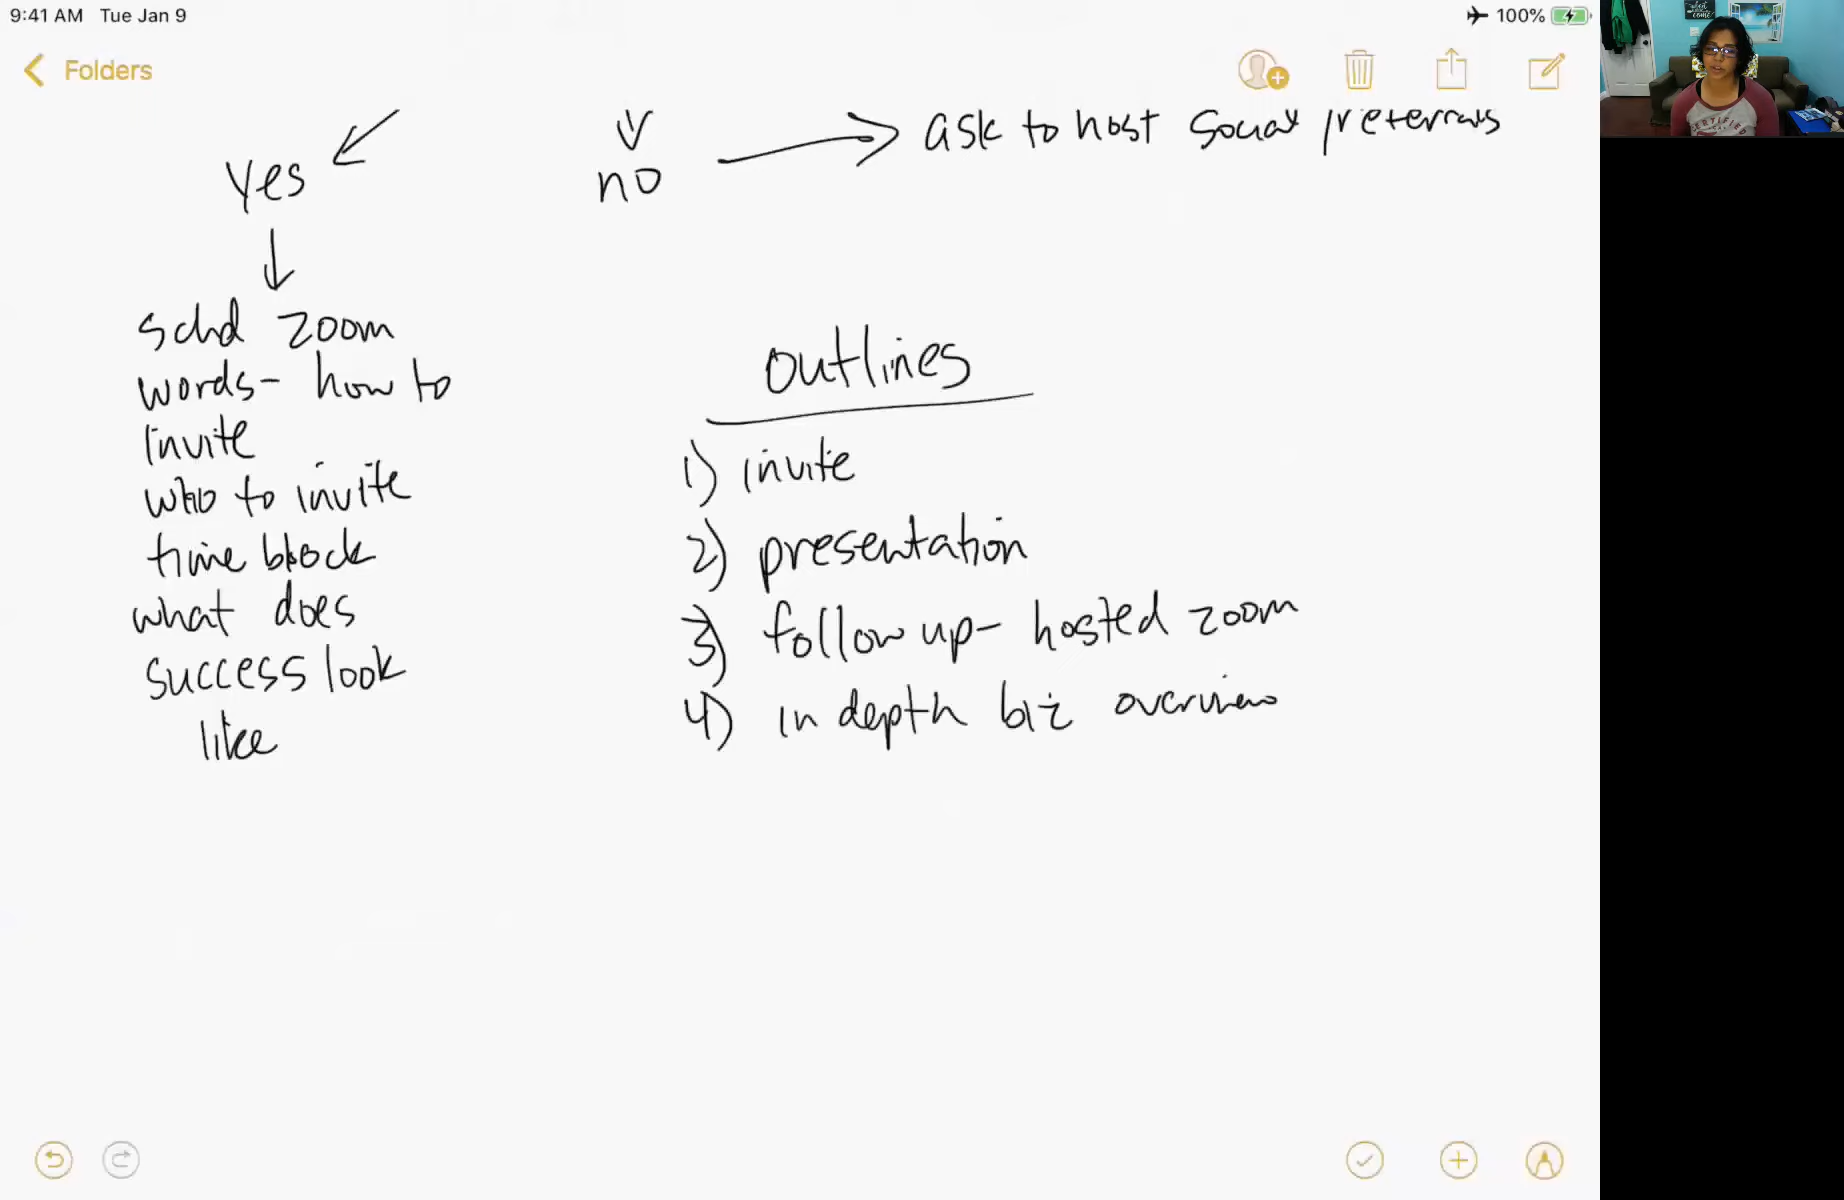 9:41 AM Tue Jan 9
100%
Folders
ask to host social / referrals
yes
no
schd zoom
words- how to
invite
who to invite
time block
what does
success look
like
outlines
1) invite
2) presentation
3) follow up- hosted zoom
4) in depth biz overview